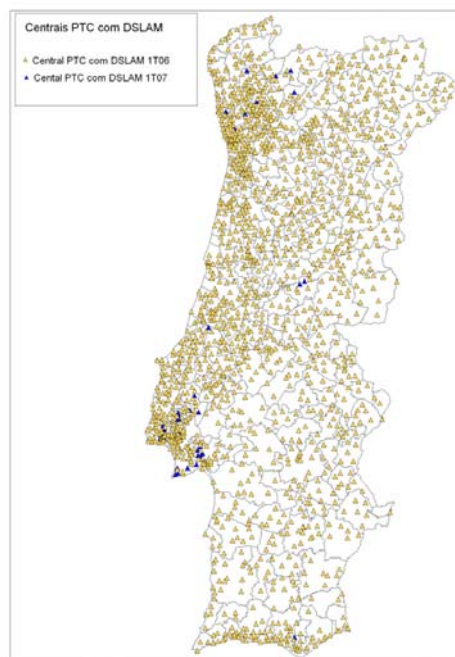 Centrais PTC com DSLAM
Central PTC com DSLAM 1T06
Cental PTC com DSLAM 1T07